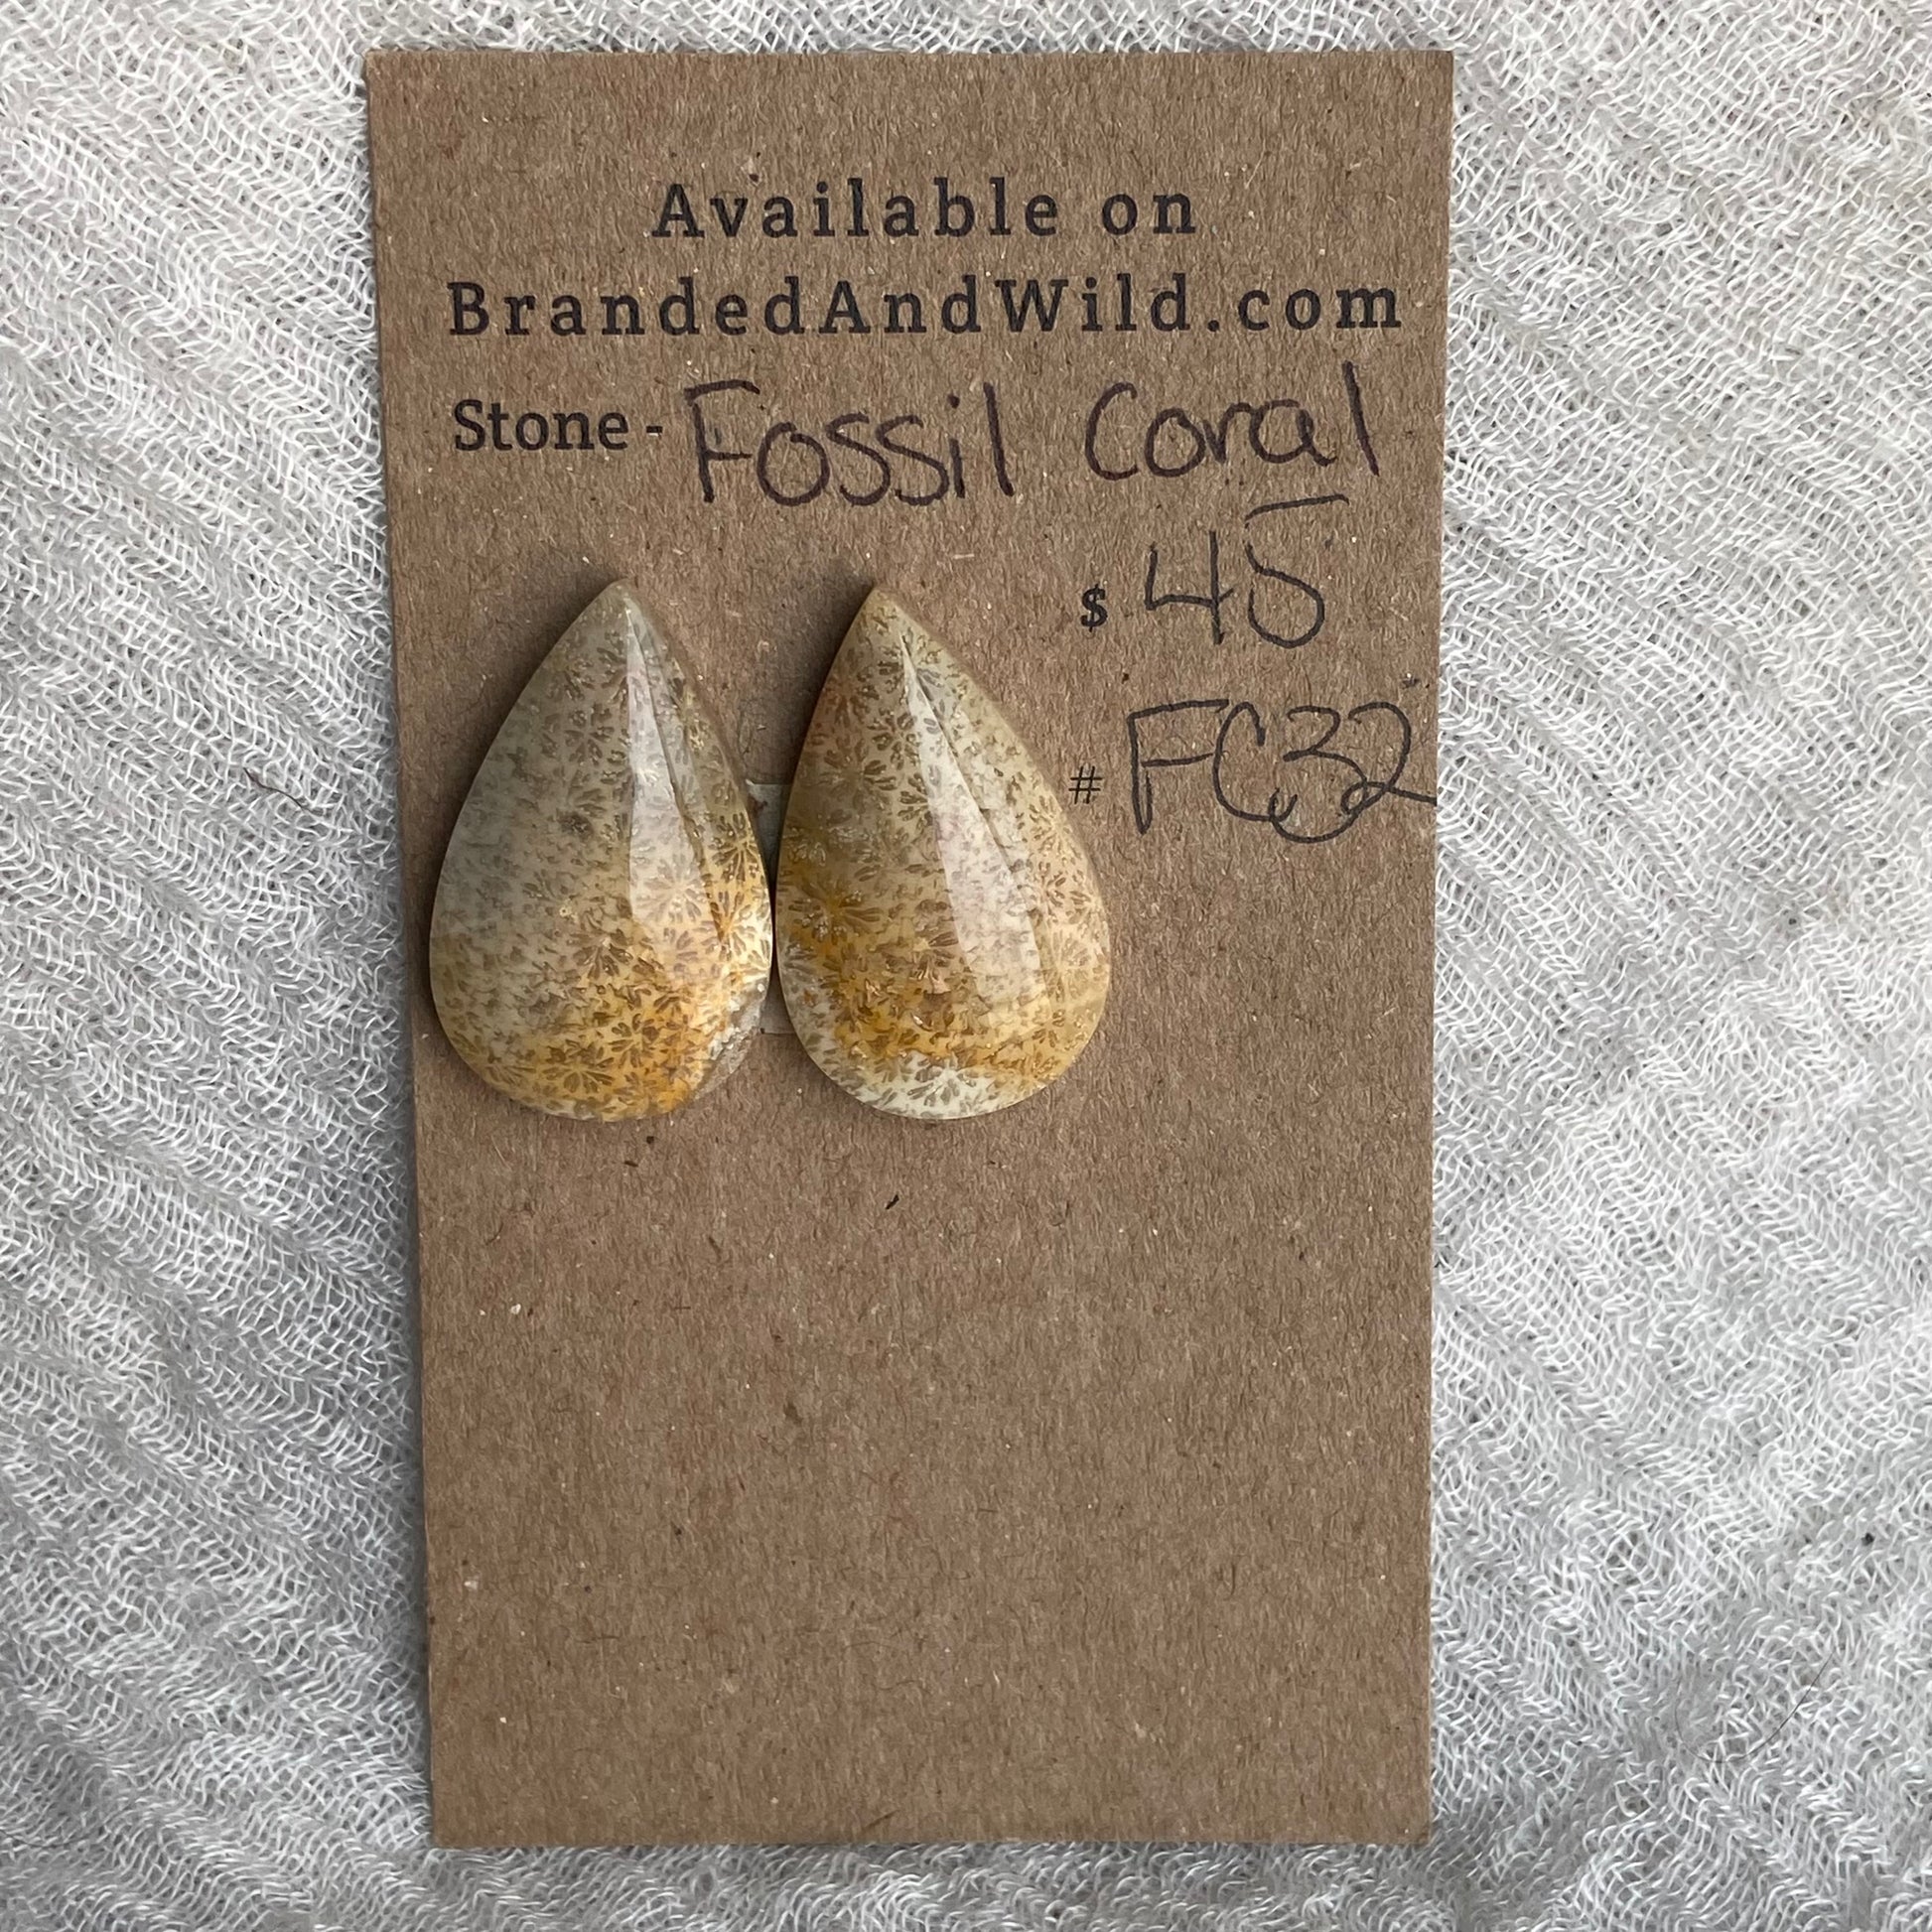 Available on
BrandedAndWild.com
Stone - Fossil Coral
$ 45
# FC32